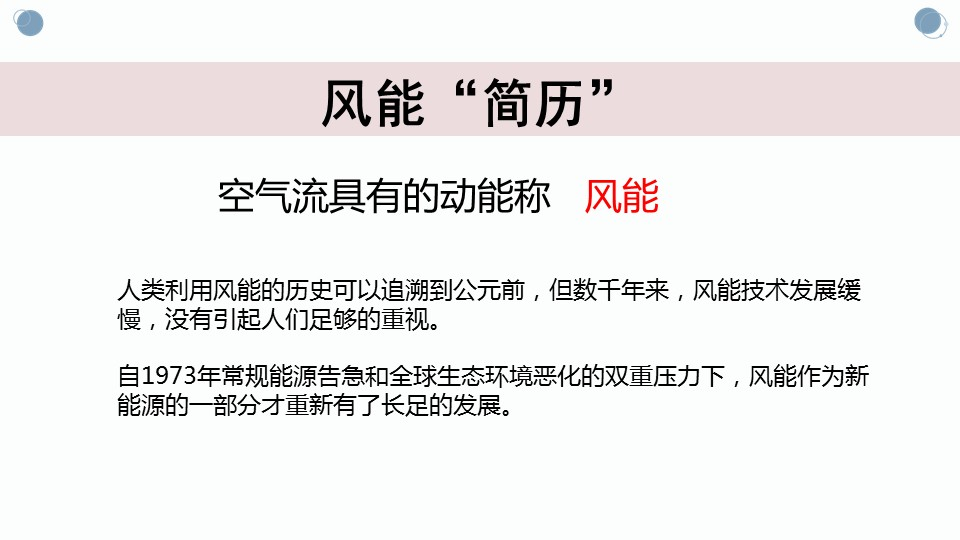 风能“简历”
空气流具有的动能称 风能
人类利用风能的历史可以追溯到公元前，但数千年来，风能技术发展缓
慢，没有引起人们足够的重视。
自1973年常规能源告急和全球生态环境恶化的双重压力下，风能作为新
能源的一部分才重新有了长足的发展。